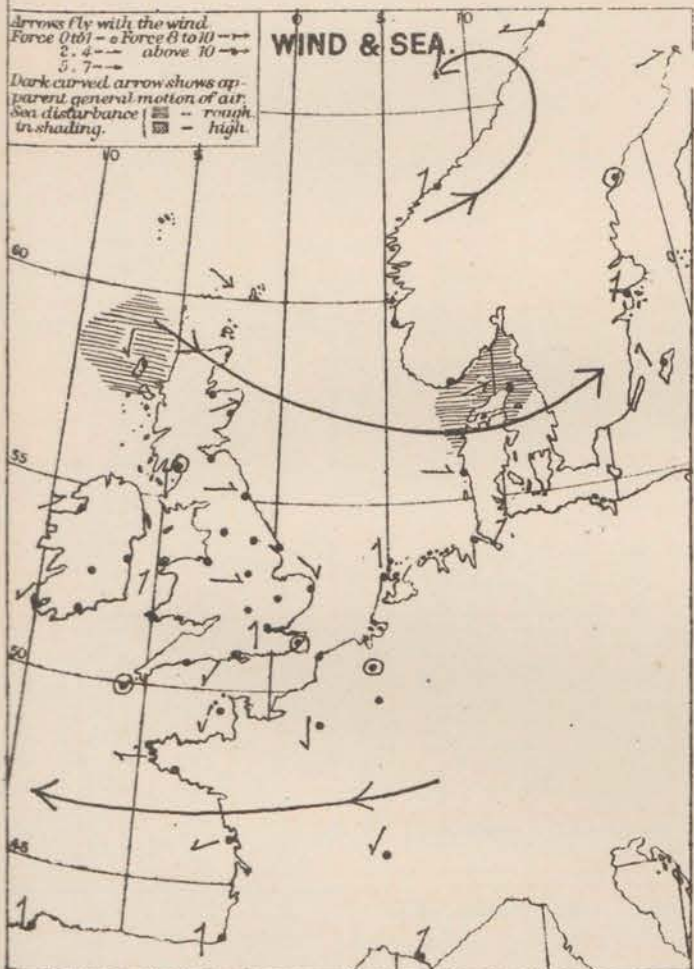 Arrows fly with the wind.
Force 0 to 1 – o Force 8 to 10
2. 4 above 10
5. 7
Dark curved arrow shows ap-
parent general motion of air.
Sea disturbance rough.
in shading. high.
WIND & SEA.
0 5 10
10 5
60
55
50
45